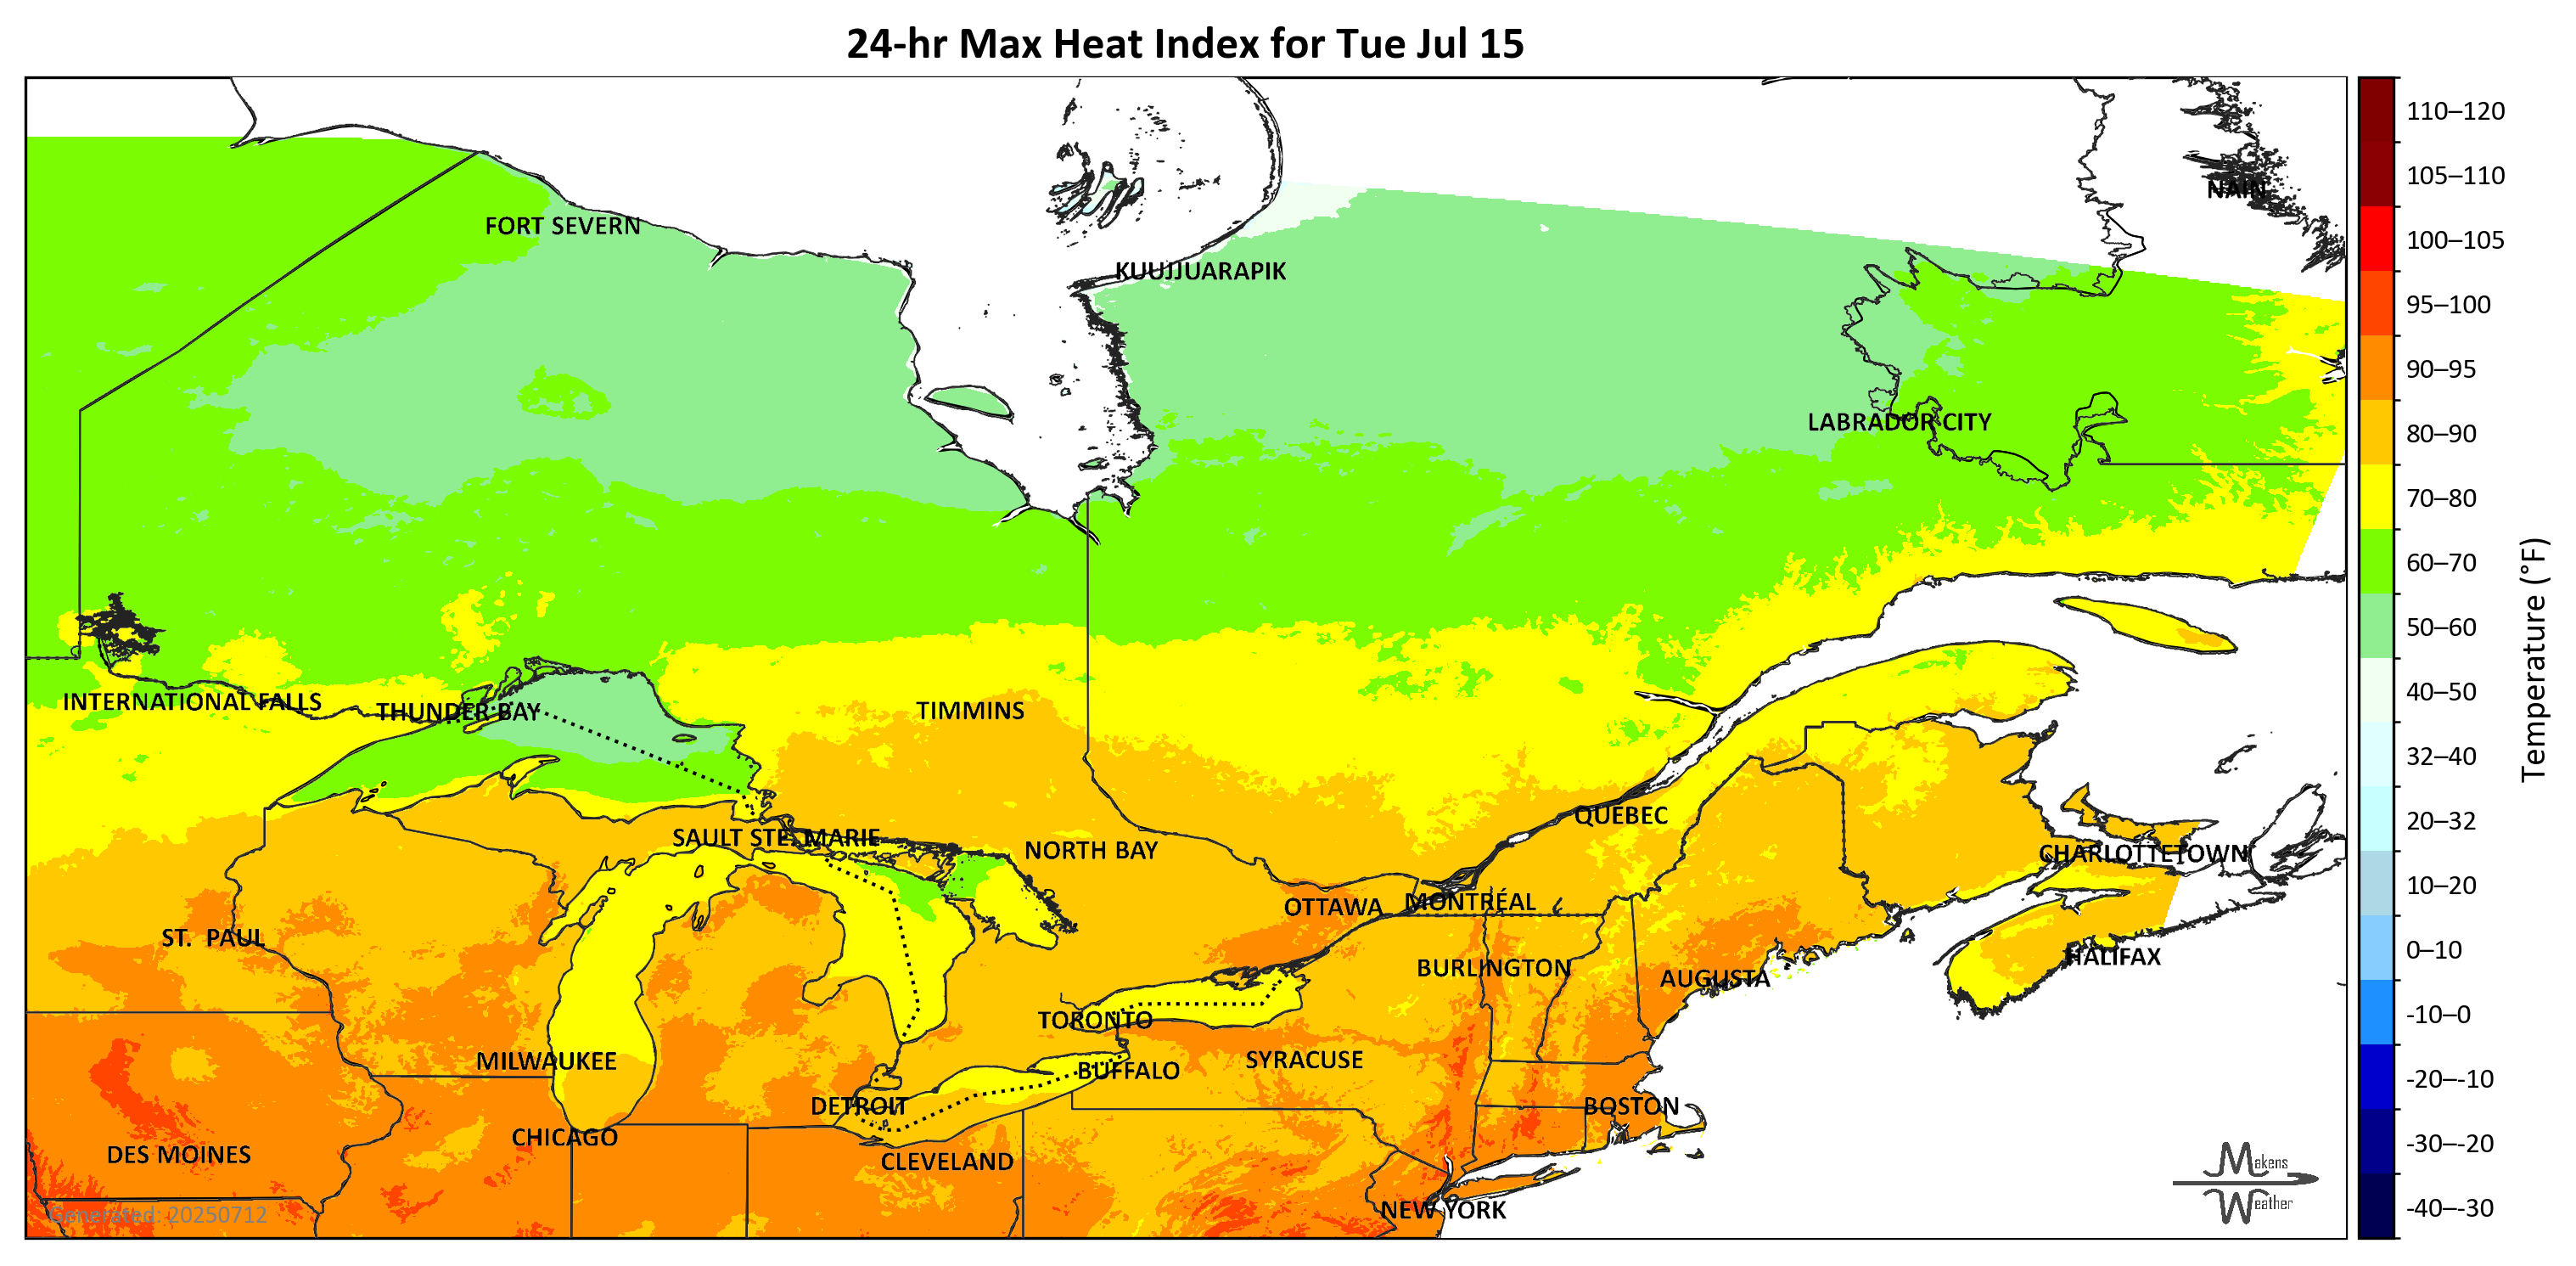 24-hr Max Heat Index for Tue Jul 15
NAIN
FORT SEVERN
KUUJJUARAPIK
LABRADOR CITY
INTERNATIONAL FALLS
THUNDER BAY
TIMMINS
QUEBEC
SAULT STE. MARIE
NORTH BAY
CHARLOTTETOWN
OTTAWA
MONTRÉAL
ST. PAUL
HALIFAX
BURLINGTON
AUGUSTA
TORONTO
MILWAUKEE
BUFFALO
SYRACUSE
DETROIT
BOSTON
CHICAGO
DES MOINES
CLEVELAND
NEW YORK
Generated: 20250712
Makens
Weather
110–120
105–110
100–105
95–100
90–95
80–90
70–80
60–70
50–60
40–50
32–40
20–32
10–20
0–10
-10–0
-20–-10
-30–-20
-40–-30
Temperature (°F)